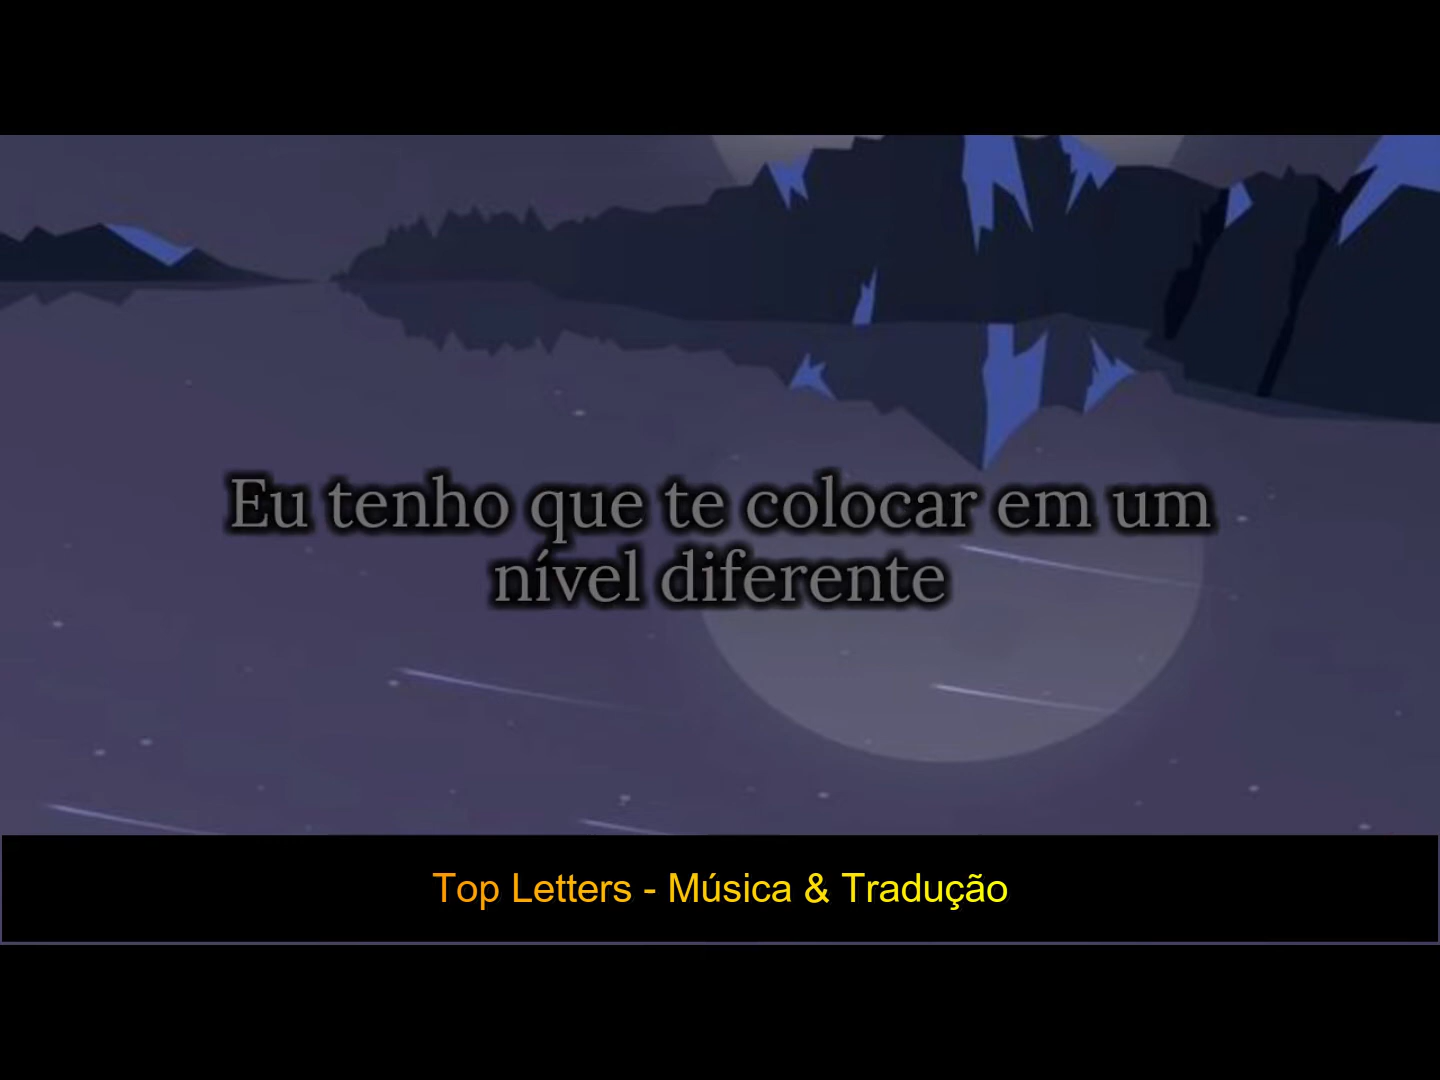 Eu tenho que te colocar em um
nível diferente
Top Letters - Música & Tradução